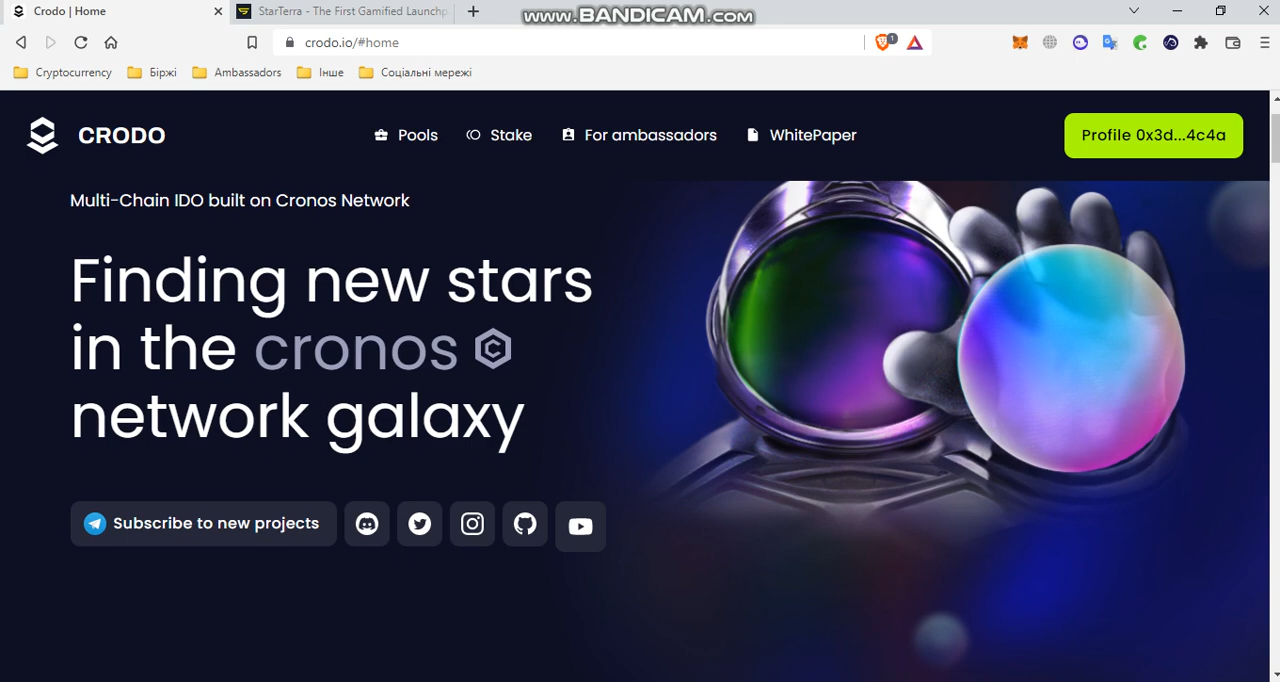 Crodo | Home
StarTerra - The First Gamified Launchp
www.BANDICAM.com
crodo.io/#home
1
Cryptocurrency
Біржі
Ambassadors
Інше
Соціальні мережі
CRODO
Pools
Stake
For ambassadors
WhitePaper
Profile 0x3d...4c4a
Multi-Chain IDO built on Cronos Network
Finding new stars
in the cronos
network galaxy
Subscribe to new projects